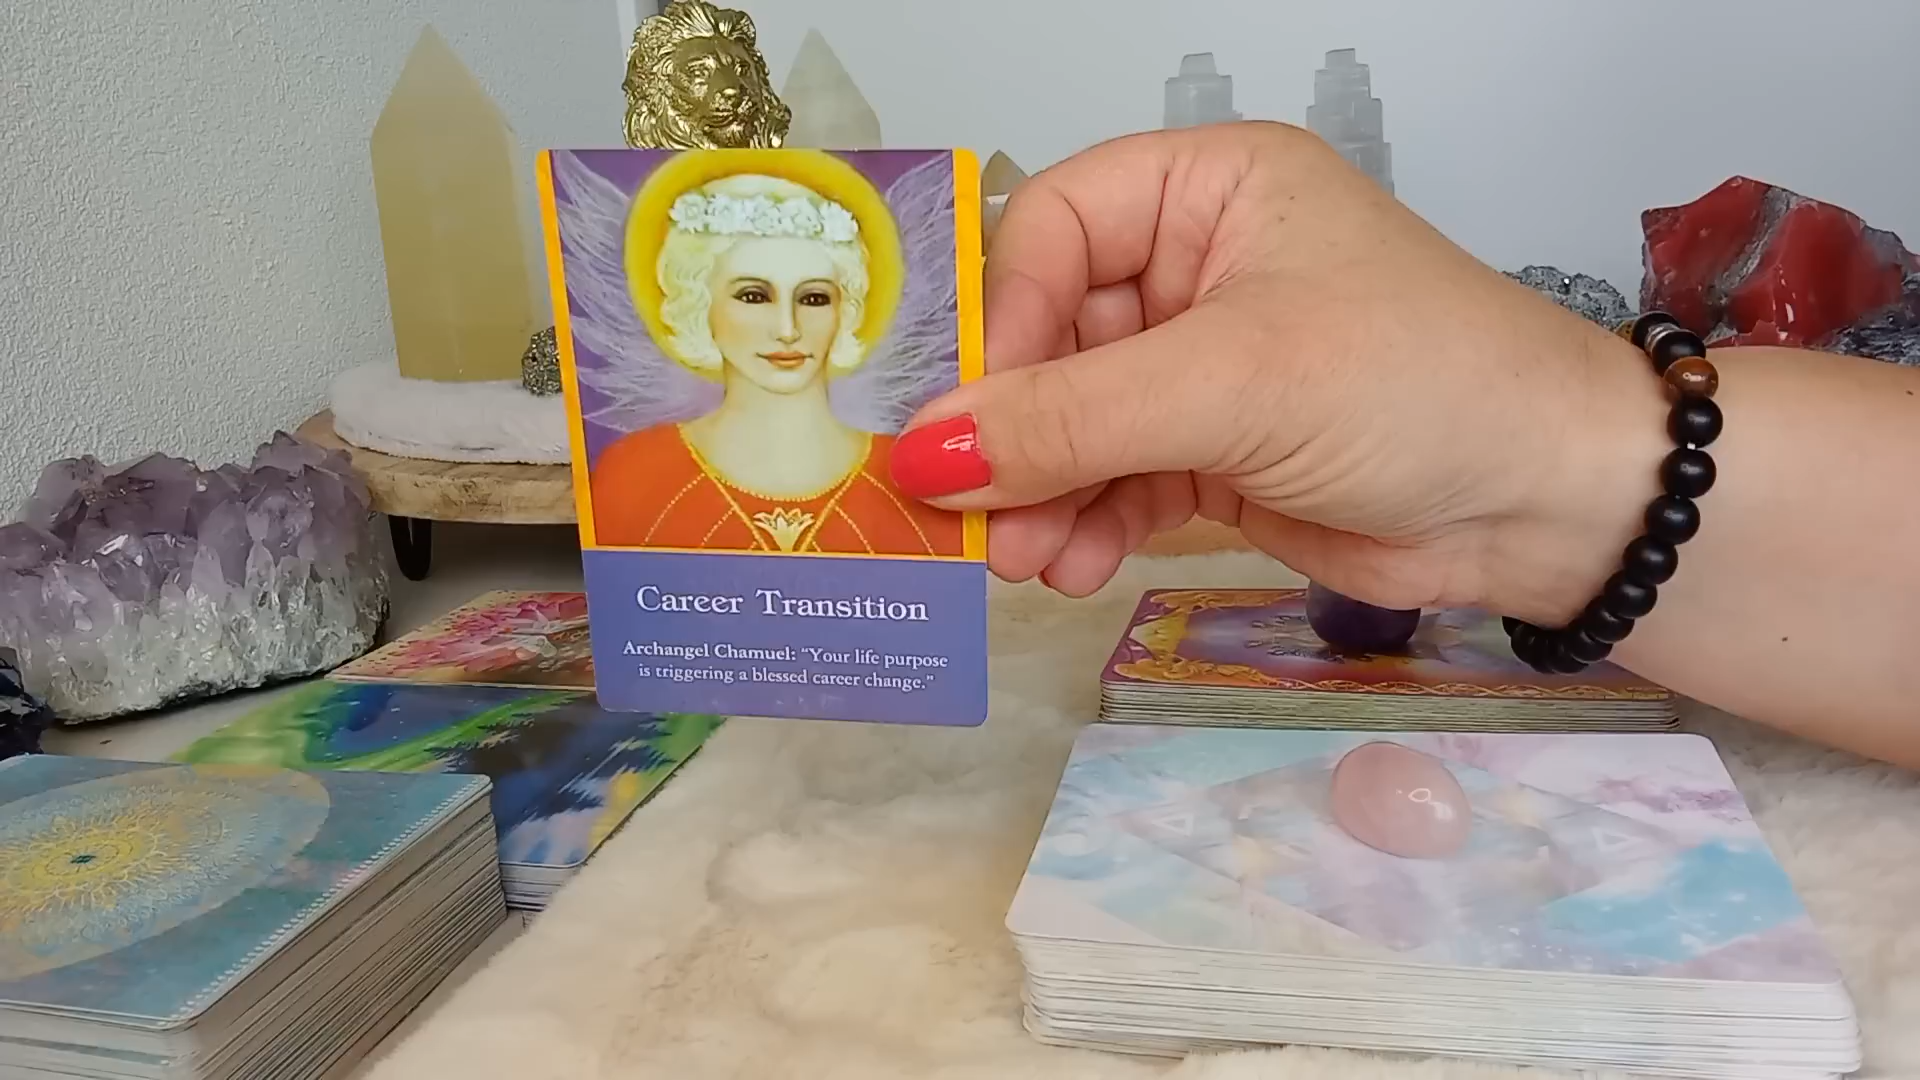 Career Transition
Archangel Chamuel: “Your life purpose
is triggering a blessed career change.”